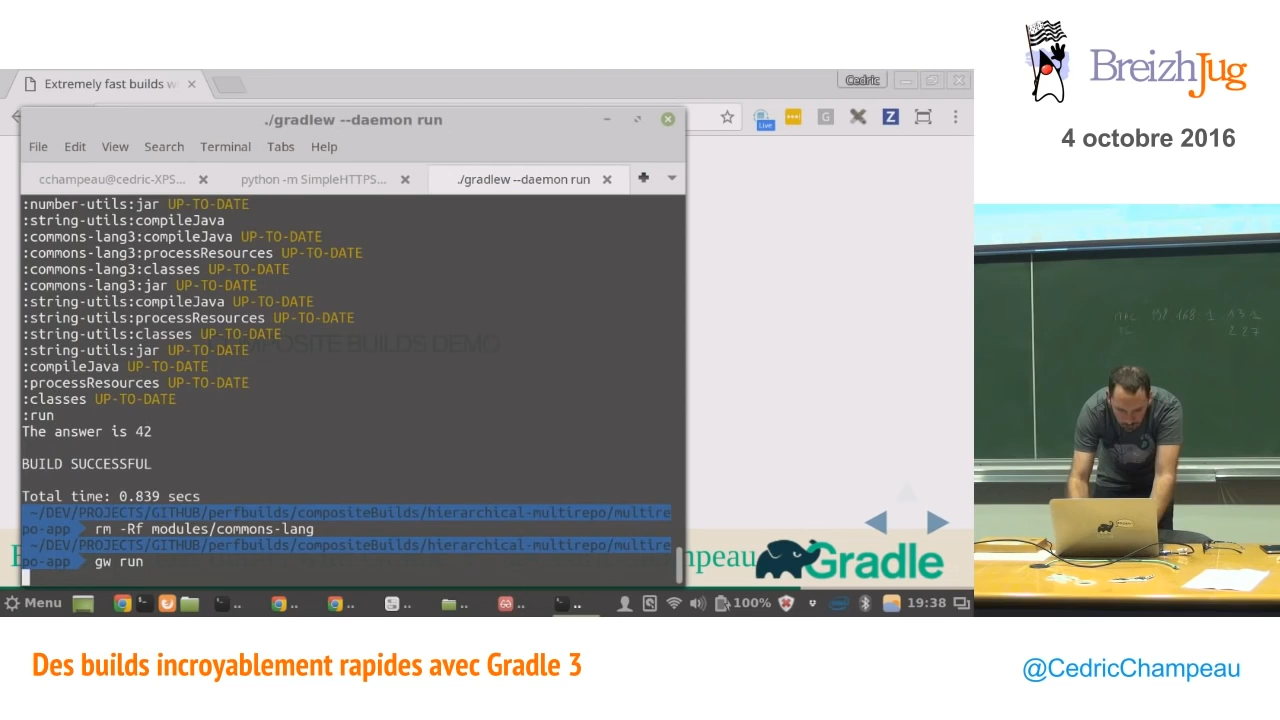 Extremely fast builds w
Cedric
./gradlew --daemon run
Live
G
Z
File Edit View Search Terminal Tabs Help
cchampeau@cedric-XPS... python -m SimpleHTTPS... ./gradlew --daemon run
:number-utils:jar UP-TO-DATE
:string-utils:compileJava
:commons-lang3:compileJava UP-TO-DATE
:commons-lang3:processResources UP-TO-DATE
:commons-lang3:classes UP-TO-DATE
:commons-lang3:jar UP-TO-DATE
:string-utils:compileJava UP-TO-DATE
:string-utils:processResources UP-TO-DATE
:string-utils:classes UP-TO-DATE
:string-utils:jar UP-TO-DATE
POSITE BUILDS DEMO
:compileJava UP-TO-DATE
:processResources UP-TO-DATE
:classes UP-TO-DATE
:run
The answer is 42
BUILD SUCCESSFUL
Total time: 0.839 secs
~/DEV/PROJECTS/GITHUB/perfbuilds/compositeBuilds/hierarchical-multirepo/multire
po-app rm -Rf modules/commons-lang
~/DEV/PROJECTS/GITHUB/perfbuilds/compositeBuilds/hierarchical-multirepo/multire
po-app gw run
mpeau Gradle
Menu 100% 19:38
BreizhJug
4 octobre 2016
Des builds incroyablement rapides avec Gradle 3
@CedricChampeau